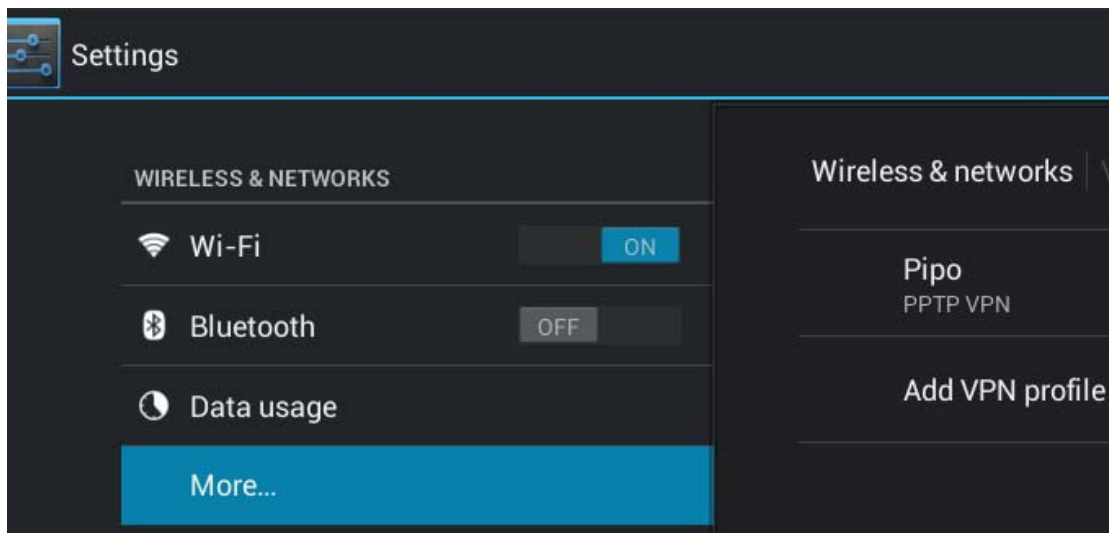 Settings
WIRELESS & NETWORKS
Wi-Fi
ON
Bluetooth
OFF
Data usage
More...
Wireless & networks
Pipo
PPTP VPN
Add VPN profile